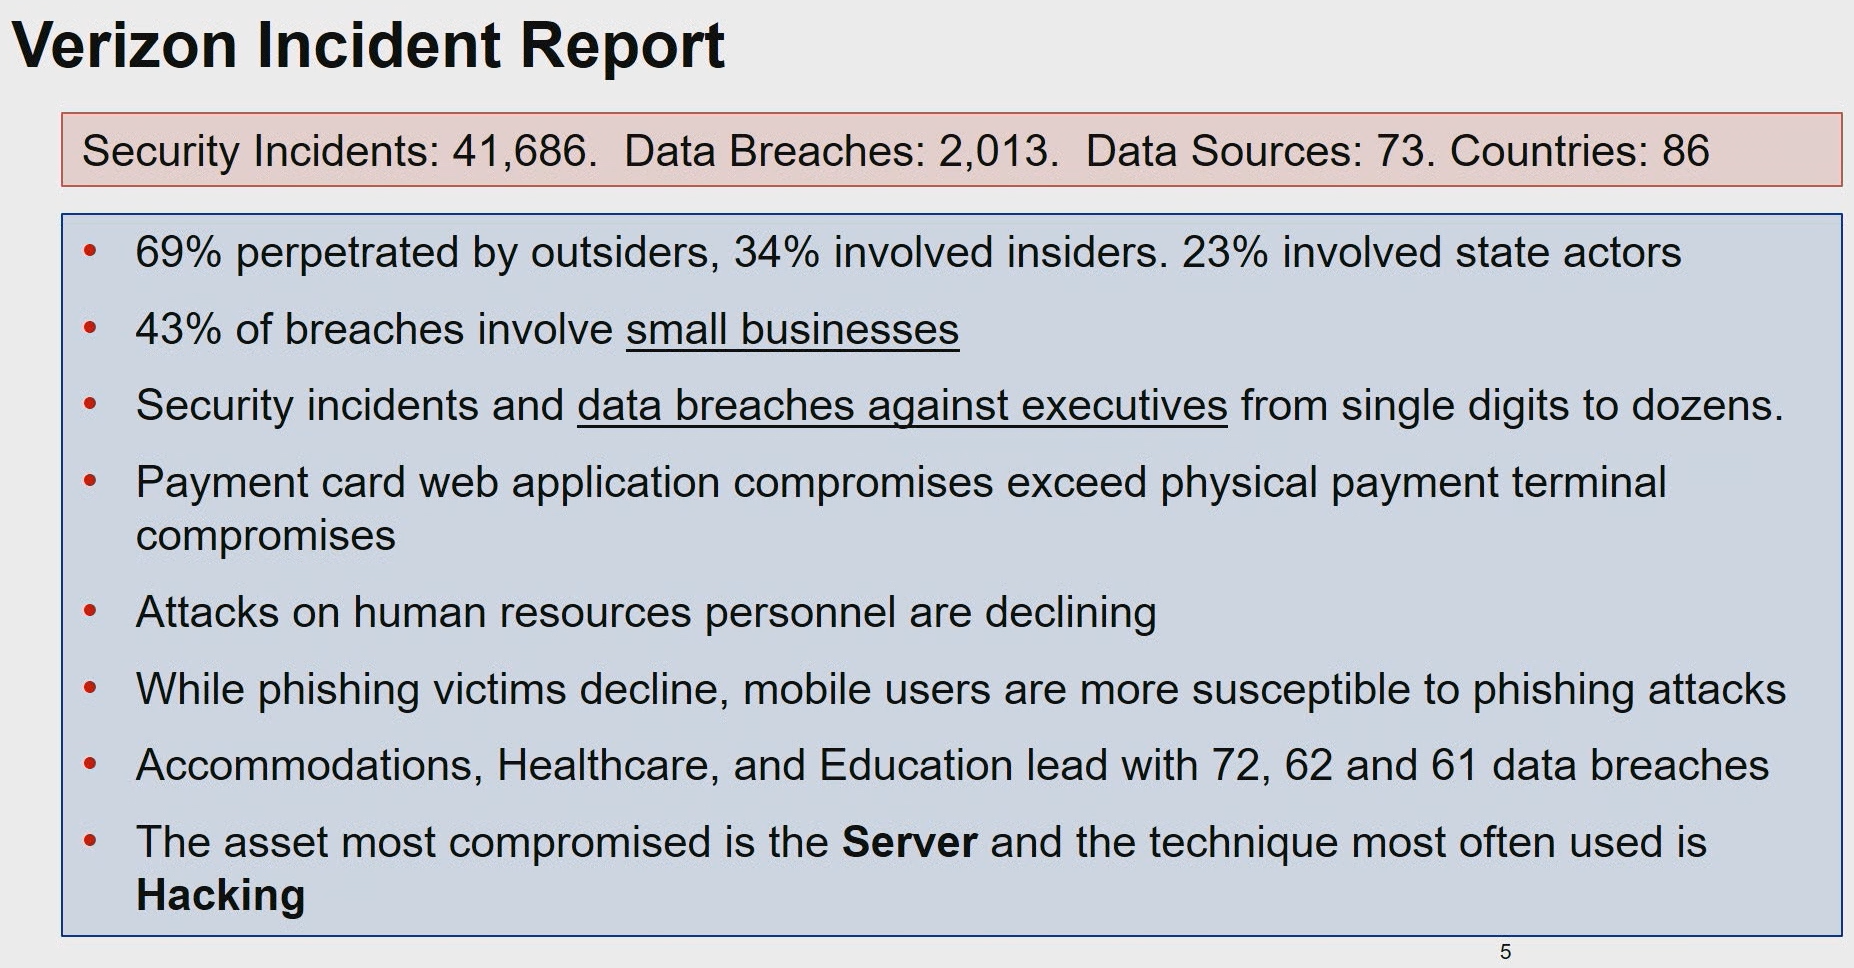 Verizon Incident Report
Security Incidents: 41,686. Data Breaches: 2,013. Data Sources: 73. Countries: 86
• 69% perpetrated by outsiders, 34% involved insiders. 23% involved state actors
• 43% of breaches involve small businesses
• Security incidents and data breaches against executives from single digits to dozens.
• Payment card web application compromises exceed physical payment terminal
compromises
• Attacks on human resources personnel are declining
• While phishing victims decline, mobile users are more susceptible to phishing attacks
• Accommodations, Healthcare, and Education lead with 72, 62 and 61 data breaches
• The asset most compromised is the Server and the technique most often used is
Hacking
5